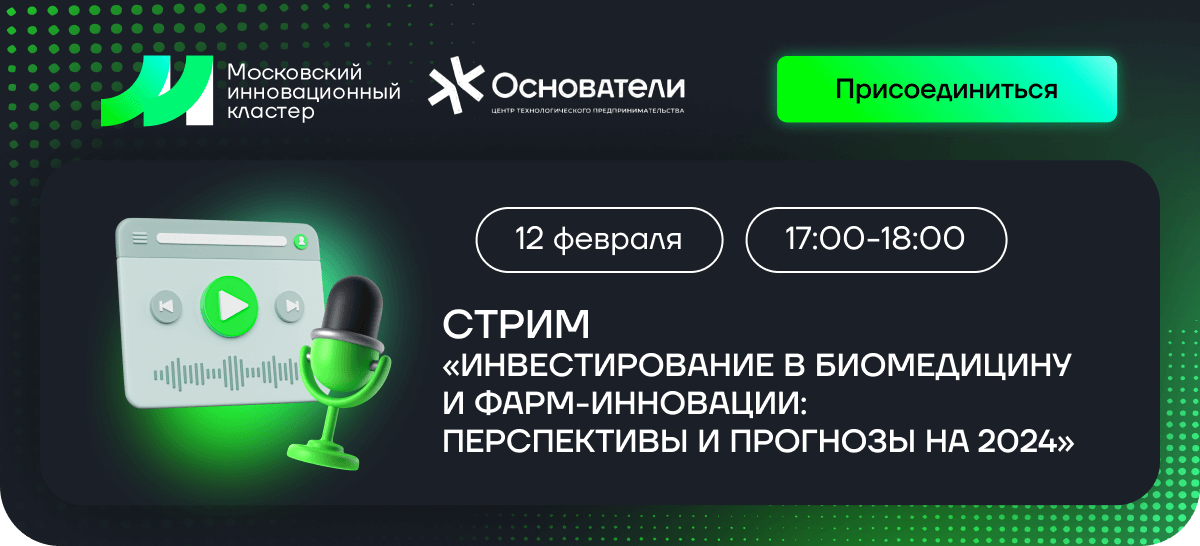 Московский
инновационный
кластер
Основатели
ЦЕНТР ТЕХНОЛОГИЧЕСКОГО ПРЕДПРИНИМАТЕЛЬСТВА
Присоединиться
12 февраля
17:00-18:00
СТРИМ
«ИНВЕСТИРОВАНИЕ В БИОМЕДИЦИНУ
И ФАРМ-ИННОВАЦИИ:
ПЕРСПЕКТИВЫ И ПРОГНОЗЫ НА 2024»